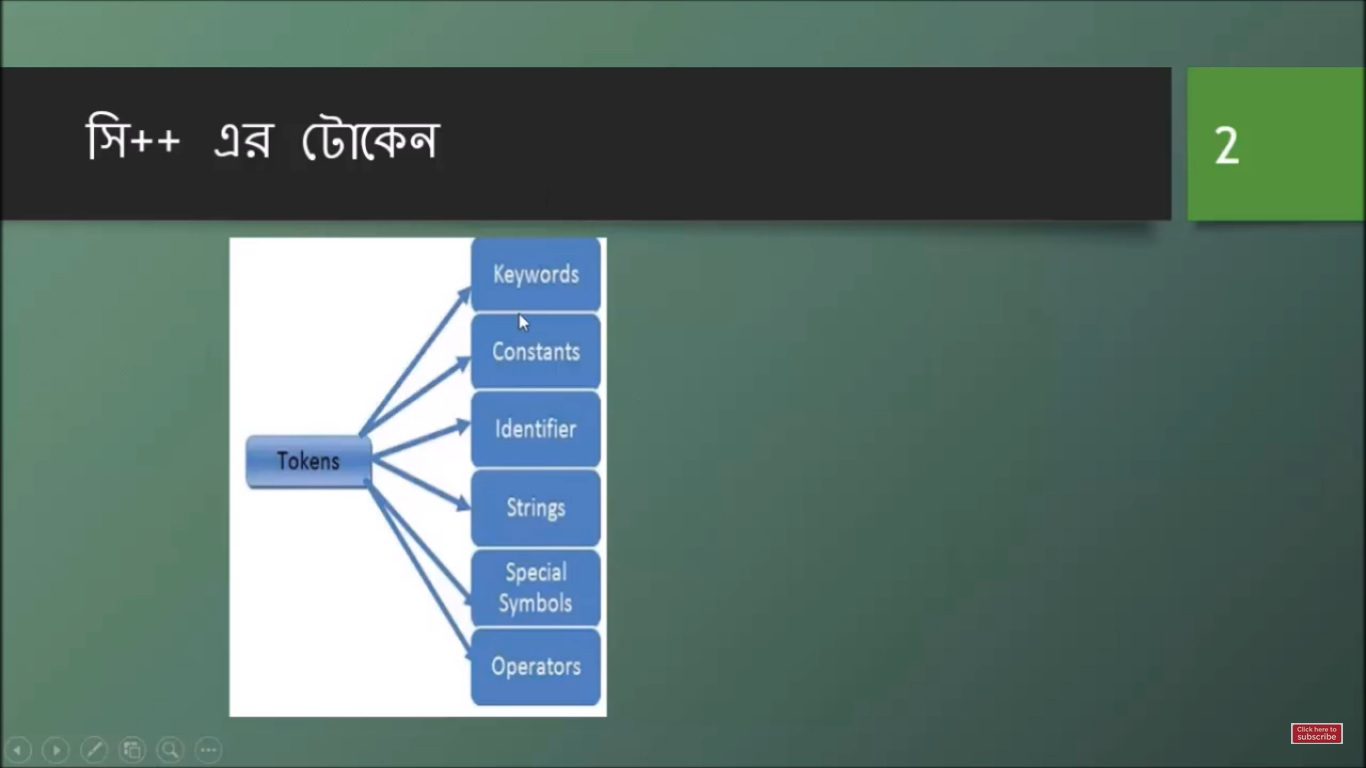 সি++ এর টোকেন
2
Keywords
Constants
Identifier
Tokens
Strings
Special
Symbols
Operators
Click here to
subscribe